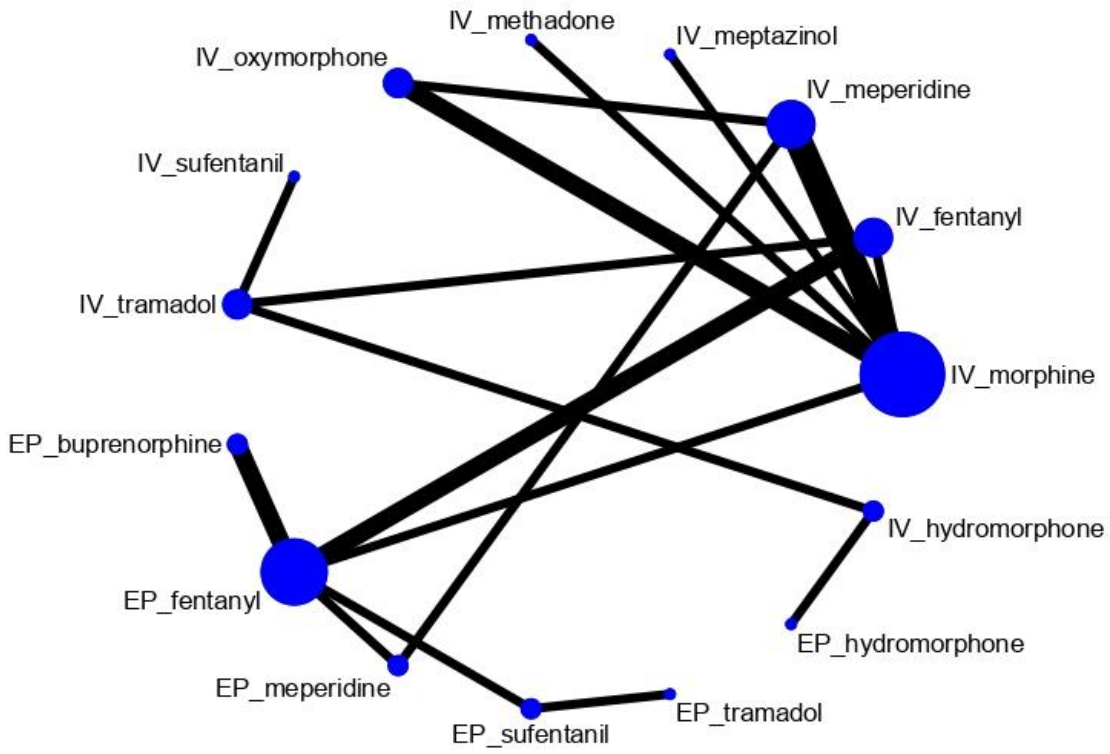 IV_methadone
IV_meptazinol
IV_oxymorphone
IV_meperidine
IV_sufentanil
IV_fentanyl
IV_tramadol
IV_morphine
EP_buprenorphine
IV_hydromorphone
EP_fentanyl
EP_hydromorphone
EP_meperidine
EP_tramadol
EP_sufentanil